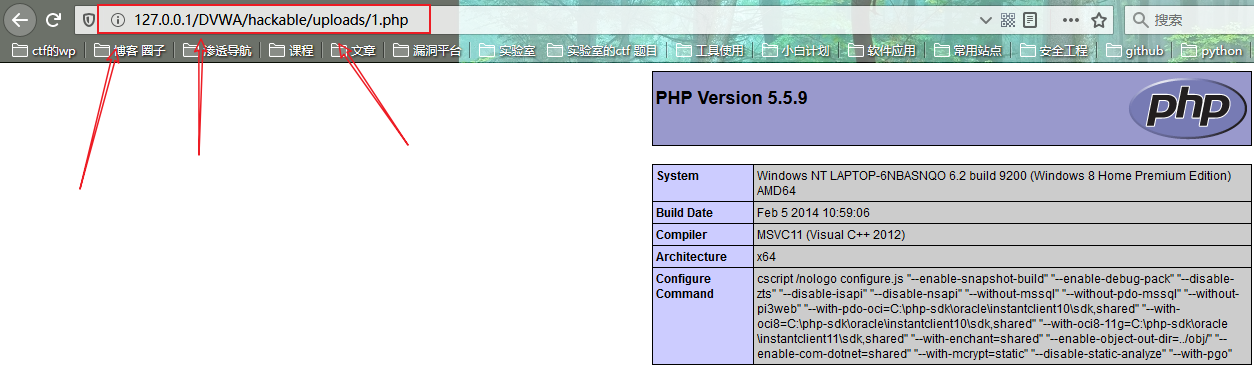 127.0.0.1/DVWA/hackable/uploads/1.php
搜索
ctf的wp 博客 圈子 渗透导航 课程 文章 漏洞平台 实验室 实验室的ctf 题目 工具使用 小白计划 软件应用 常用站点 安全工程 github python
PHP Version 5.5.9
php
System
Windows NT LAPTOP-6NBASNQO 6.2 build 9200 (Windows 8 Home Premium Edition)
AMD64
Build Date Feb 5 2014 10:59:06
Compiler MSVC11 (Visual C++ 2012)
Architecture x64
Configure
Command
cscript /nologo configure.js "--enable-snapshot-build" "--enable-debug-pack" "--disable-
zts" "--disable-isapi" "--disable-nsapi" "--without-mssql" "--without-pdo-mssql" "--without-
pi3web" "--with-pdo-oci=C:\php-sdk\oracle\instantclient10\sdk,shared" "--with-
oci8=C:\php-sdk\oracle\instantclient10\sdk,shared" "--with-oci8-11g=C:\php-sdk\oracle
\instantclient11\sdk,shared" "--with-enchant=shared" "--enable-object-out-dir=../obj/" "--
enable-com-dotnet=shared" "--with-mcrypt=static" "--disable-static-analyze" "--with-pgo"